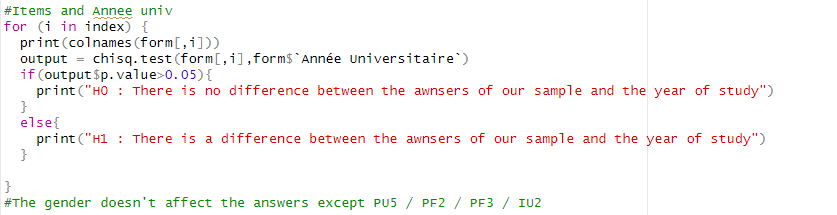 #Items and Annee univ
for (i in index) {
  print(colnames(form[,i]))
  output = chisq.test(form[,i],form$`Année Universitaire`)
  if(output$p.value>0.05){
    print("H0 : There is no difference between the awnsers of our sample and the year of study")
  }
  else{
    print("H1 : There is a difference between the awnsers of our sample and the year of study")
  }
}
#The gender doesn't affect the answers except PU5 / PF2 / PF3 / IU2